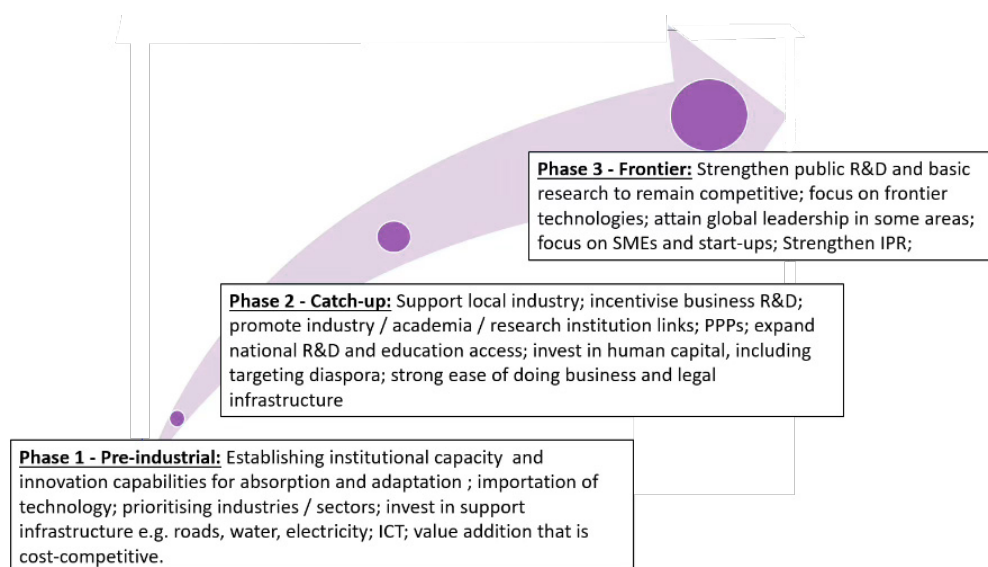 Phase 3 - Frontier: Strengthen public R&D and basic
research to remain competitive; focus on frontier
technologies; attain global leadership in some areas;
focus on SMEs and start-ups; Strengthen IPR;
Phase 2 - Catch-up: Support local industry; incentivise business R&D;
promote industry / academia / research institution links; PPPs; expand
national R&D and education access; invest in human capital, including
targeting diaspora; strong ease of doing business and legal
infrastructure
Phase 1 - Pre-industrial: Establishing institutional capacity  and
innovation capabilities for absorption and adaptation ; importation of
technology; prioritising industries / sectors; invest in support
infrastructure e.g. roads, water, electricity; ICT; value addition that is
cost-competitive.